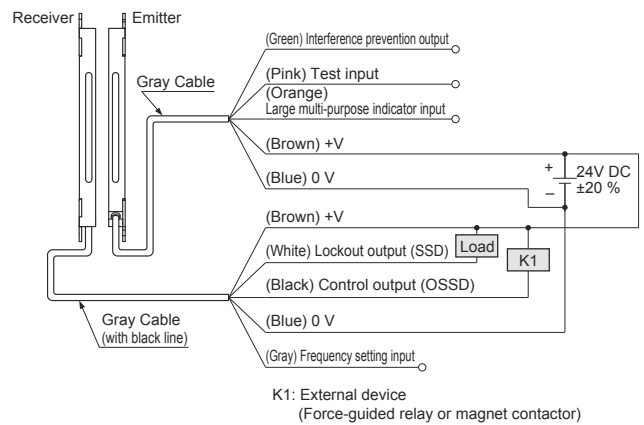 Receiver
Emitter
Gray Cable
(Green) Interference prevention output
(Pink) Test input
(Orange)
Large multi-purpose indicator input
(Brown) +V
(Blue) 0 V
+
–
24V DC
±20 %
(Brown) +V
(White) Lockout output (SSD)
Load
K1
(Black) Control output (OSSD)
(Blue) 0 V
(Gray) Frequency setting input
Gray Cable
(with black line)
K1: External device
(Force-guided relay or magnet contactor)